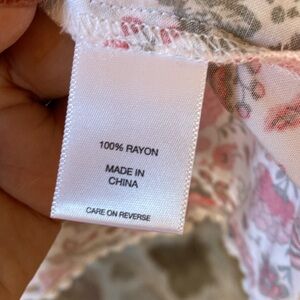 100% RAYON
MADE IN
CHINA
CARE ON REVERSE